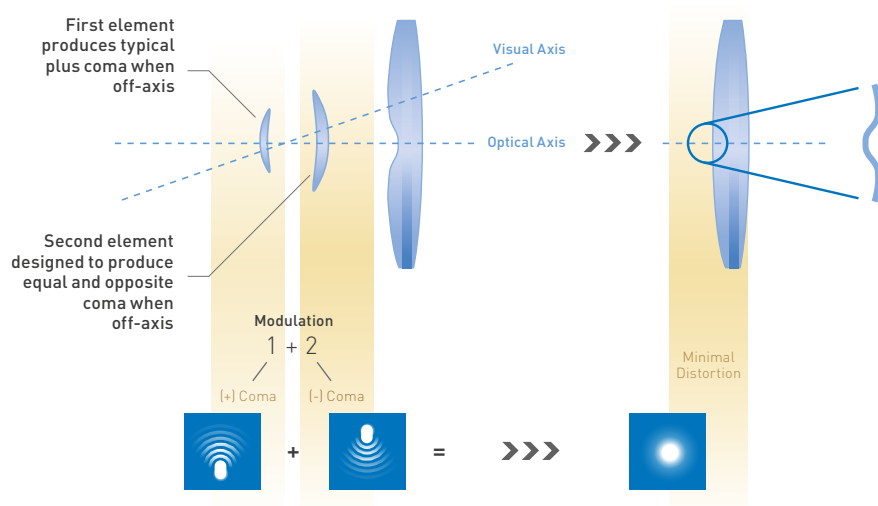 First element
produces typical
plus coma when
off-axis
Visual Axis
Optical Axis
Second element
designed to produce
equal and opposite
coma when
off-axis
Modulation
1 + 2
(+) Coma
(-) Coma
Minimal
Distortion
+
=